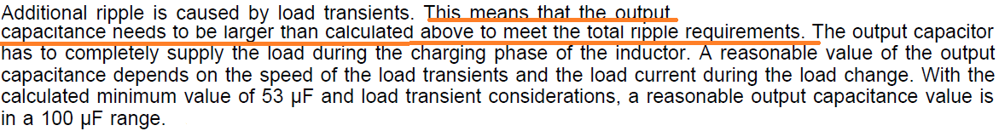 Additional ripple is caused by load transients. This means that the output
capacitance needs to be larger than calculated above to meet the total ripple requirements. The output capacitor
has to completely supply the load during the charging phase of the inductor. A reasonable value of the output
capacitance depends on the speed of the load transients and the load current during the load change. With the
calculated minimum value of 53 μF and load transient considerations, a reasonable output capacitance value is
in a 100 μF range.